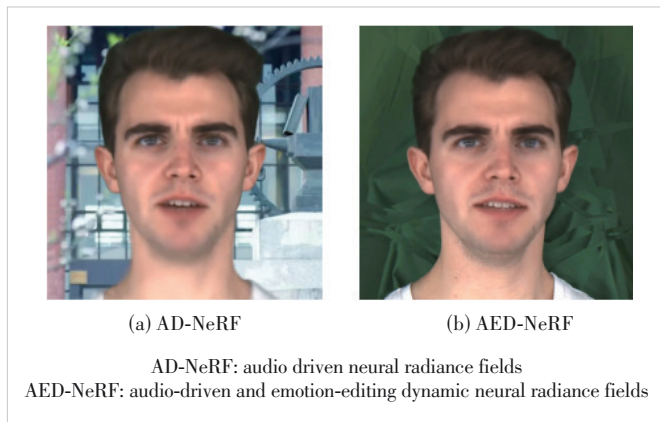 (a) AD-NeRF
(b) AED-NeRF
AD-NeRF: audio driven neural radiance fields
AED-NeRF: audio-driven and emotion-editing dynamic neural radiance fields